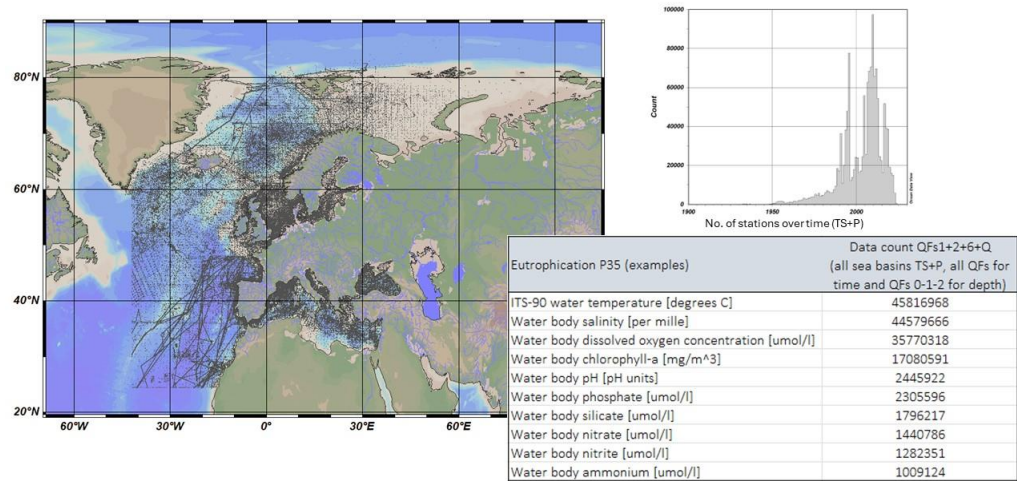 80°N
60°N
40°N
20°N
60°W
30°W
0°
30°E
60°E
100000
80000
60000
40000
20000
0
Count
1900
1950
2000
Ocean Data View
No. of stations over time (TS+P)
Eutrophication P35 (examples)
Data count QFs1+2+6+Q
(all sea basins TS+P, all QFs for
time and QFs 0-1-2 for depth)
ITS-90 water temperature [degrees C] 45816968
Water body salinity [per mille] 44579666
Water body dissolved oxygen concentration [umol/l] 35770318
Water body chlorophyll-a [mg/m^3] 17080591
Water body pH [pH units] 2445922
Water body phosphate [umol/l] 2305596
Water body silicate [umol/l] 1796217
Water body nitrate [umol/l] 1440786
Water body nitrite [umol/l] 1282351
Water body ammonium [umol/l] 1009124